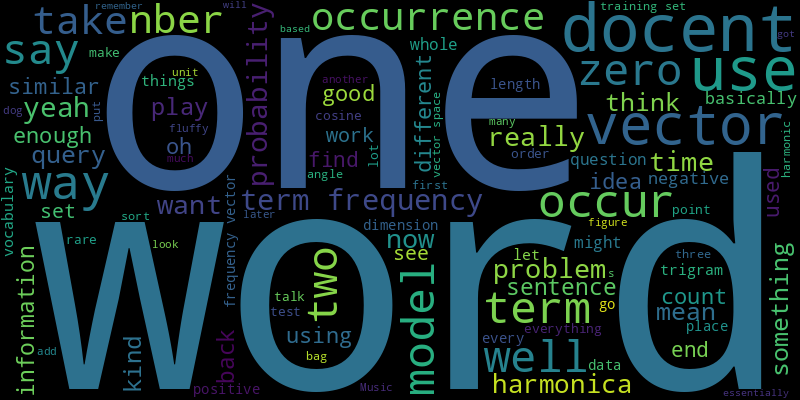 remember
will
training set
take
nber
probability
based
occurrence
docent
got
say
make
one
whole
things
unit
another
length
zero
use
similar
play
good
different
vector space
think
basically
dog
yeah
put
fluffy
cosine
work
lot
many
really
vector
harmonic
enough
oh
much
find
angle
order
question
time
query
way
want
term frequency
first
idea
negative
used
vocabulary
set
sort
later
dimension
occur
point
word
frequency vector
rare
look
now
see
figure
might
let
problem
s
three
trigram
information
two
talk
test
model
sentence
term
go
count
mean
place
something
kind
back
using
bag
every
everything
well
data
end
add
positive
Music
harmonica
essentially